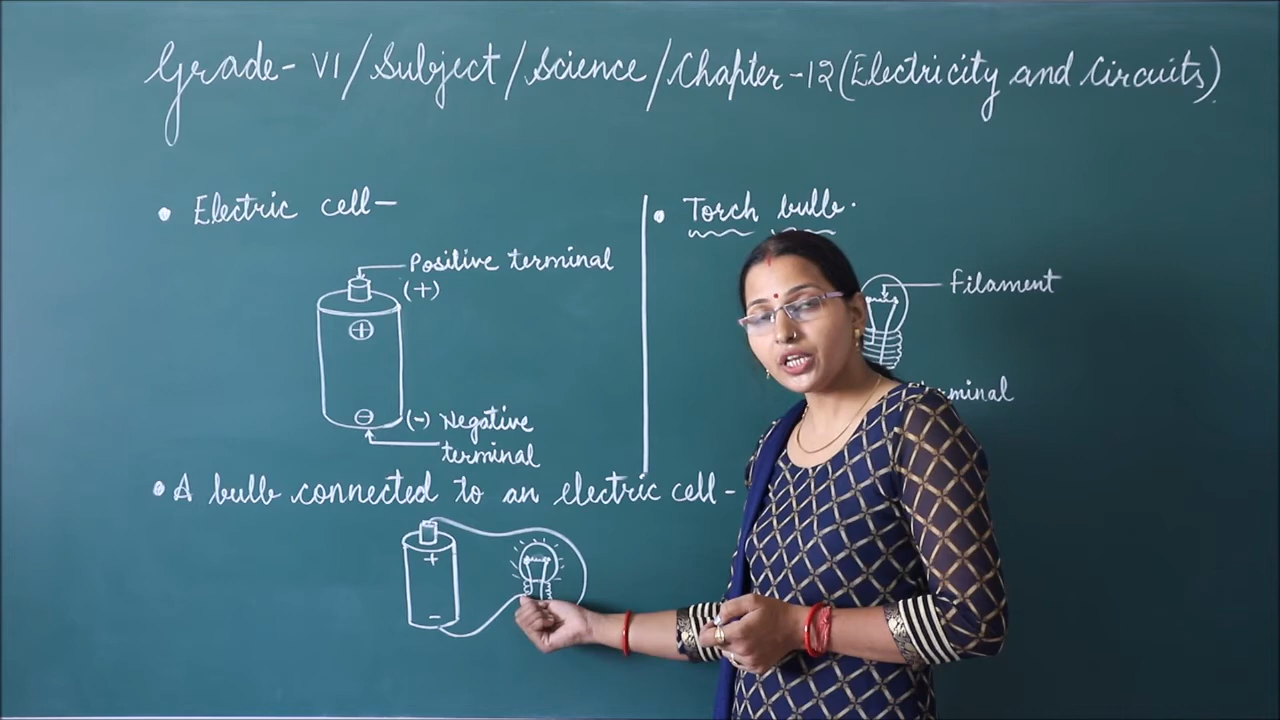 Grade- VI/Subject/Science/Chapter-12(Electricity and Circuits)
• Electric cell-
Positive terminal
(+)
+
-
(-) Negative
terminal
• Torch bulb.
Filament
• A bulb connected to an electric cell-
+
-